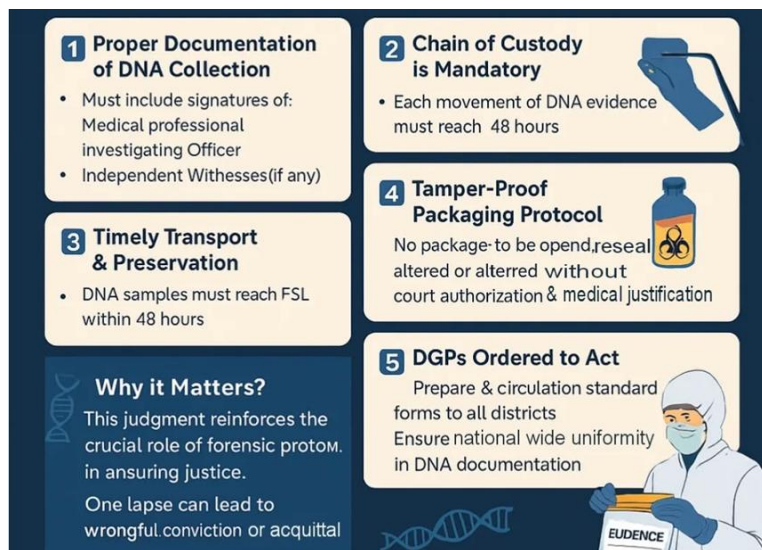 1 Proper Documentation
of DNA Collection
• Must include signatures of:
Medical professional
investigating Officer
• Independent Withesses(if any)
2 Chain of Custody
is Mandatory
• Each movement of DNA evidence
must reach 48 hours
3 Timely Transport
& Preservation
• DNA samples must reach FSL
within 48 hours
4 Tamper-Proof
Packaging Protocol
No package-to be opend,reseal
altered or alterred without
court authorization & medical justification
5 DGPs Ordered to Act
Prepare & circulation standard
forms to all districts
Ensure national wide uniformity
in DNA documentation
Why it Matters?
This judgment reinforces the
crucial role of forensic protom.
in ansuring justice.
One lapse can lead to
wrongful.conviction or acquittal
EUDENCE